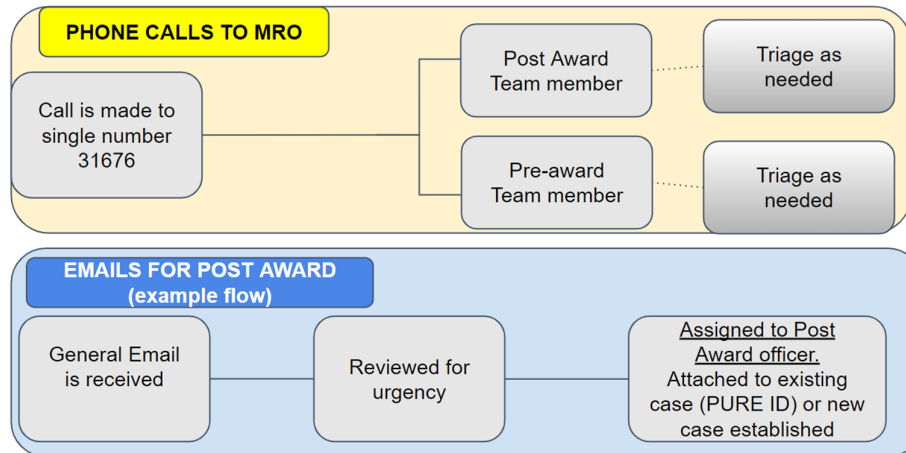 PHONE CALLS TO MRO
Call is made to
single number
31676
Post Award
Team member
Triage as
needed
Pre-award
Team member
Triage as
needed
EMAILS FOR POST AWARD
(example flow)
General Email
is received
Reviewed for
urgency
Assigned to Post
Award officer.
Attached to existing
case (PURE ID) or new
case established